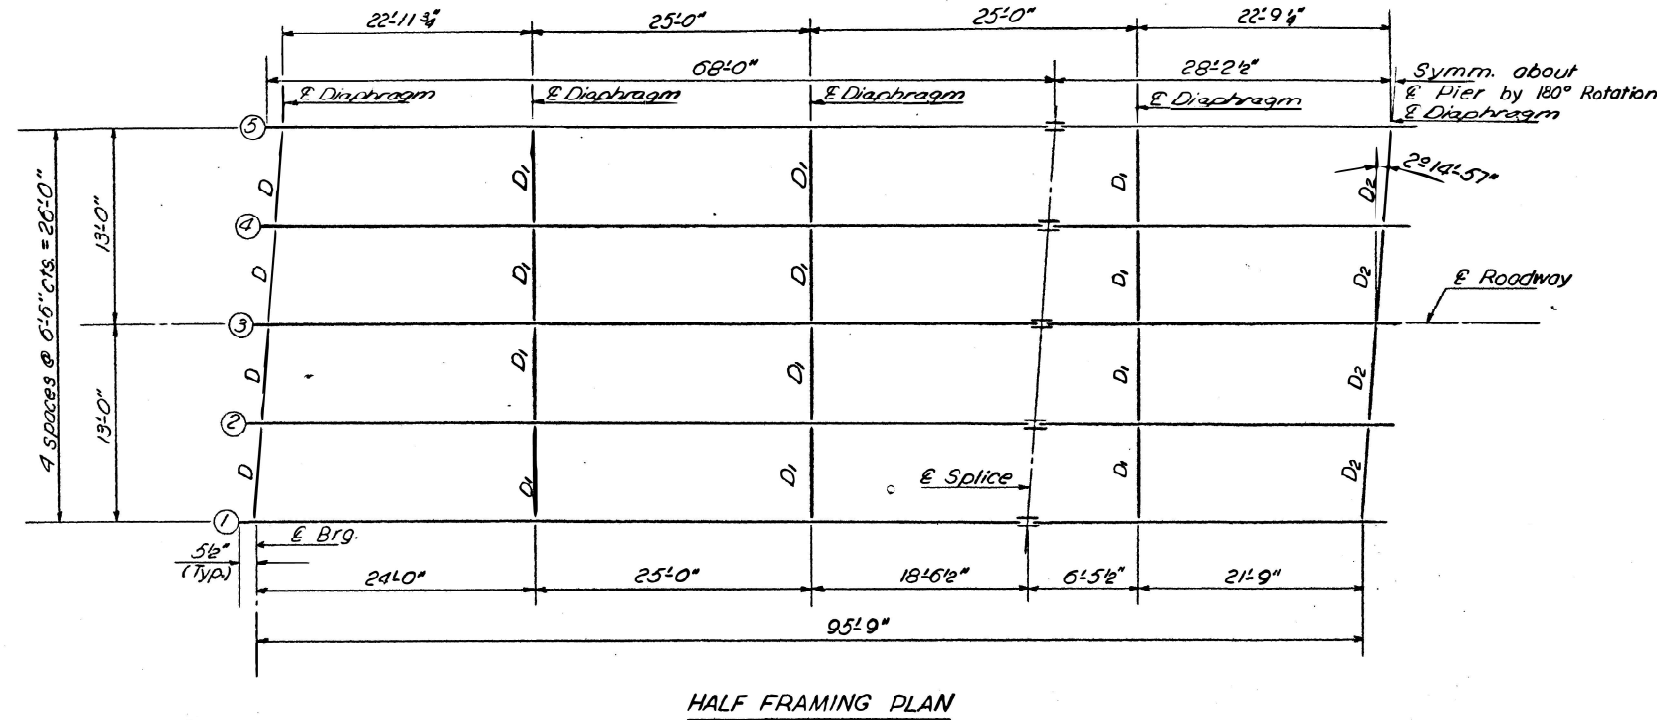 22'-11 3/4"
25'-0"
25'-0"
22'-9 1/4"
68'-0"
28'-2 1/2"
Symm. about
℄ Pier by 180° Rotation
℄ Diaphragm
℄ Diaphragm
℄ Diaphragm
℄ Diaphragm
℄ Diaphragm
5
D
D1
D1
D1
D2
2°14'-57"
4
D
D1
D1
D1
D2
4 spaces @ 6'-6" cts. = 26'-0"
13'-0"
℄ Roadway
3
D
D1
D1
D1
D2
13'-0"
2
D
D1
D1
D1
D2
℄ Splice
1
℄ Brg.
5 1/2"
(Typ.)
24'-0"
25'-0"
18'-6 1/2"
6'-5 1/2"
21'-9"
95'-9"
HALF FRAMING PLAN